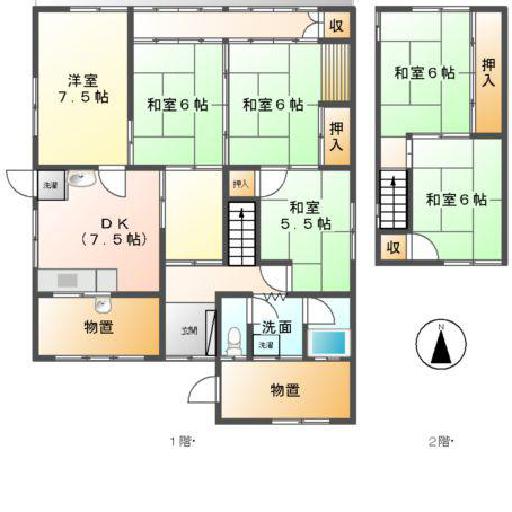 収
洋室
7.5帖
和室6帖
和室6帖
押入
洗濯
DK
(7.5帖)
押入
和室
5.5帖
物置
玄関
洗面
洗濯
物置
1階・
和室6帖
押入
和室6帖
収
N
2階・